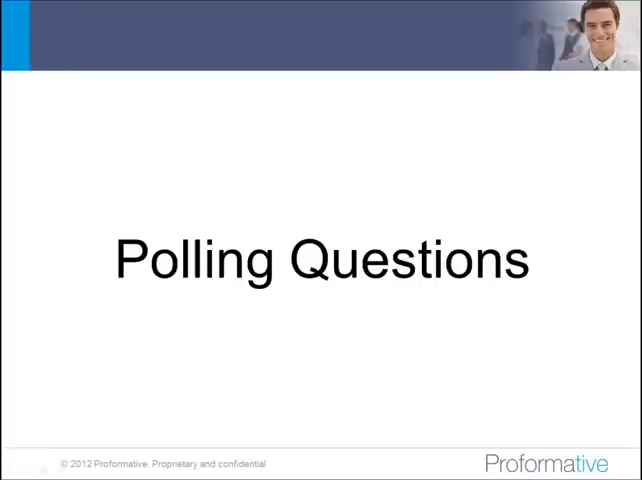 Polling Questions
© 2012 Proformative. Proprietary and confidential
Proformative